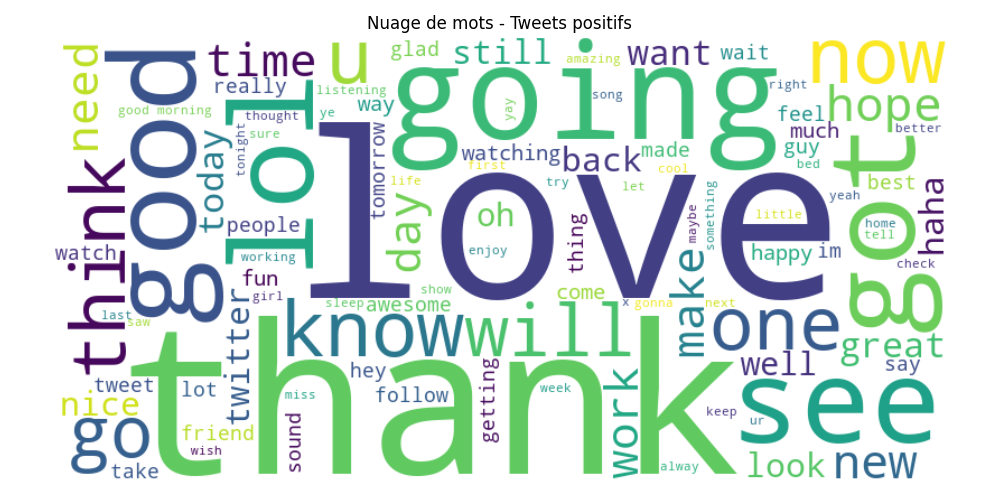 Nuage de mots - Tweets positifs
need
good
time
u
glad
still
amazing
want
wait
now
really
listening
way
song
right
hope
good morning
thought
ye
going
yay
feel
better
think
today
tonight
sure
lol
tomorrow
watching
first
back
made
cool
much
guy
bed
got
life
try
let
love
best
yeah
haha
people
day
oh
thing
maybe
something
little
home
tell
watch
working
enjoy
happy
im
check
fun
girl
sleep
awesome
show
come
x
gonna
make
next
last
saw
twitter
know
will
one
great
tweet
lot
hey
thank
follow
getting
week
work
well
say
nice
miss
see
keep
ur
go
friend
wish
sound
take
alway
look
new